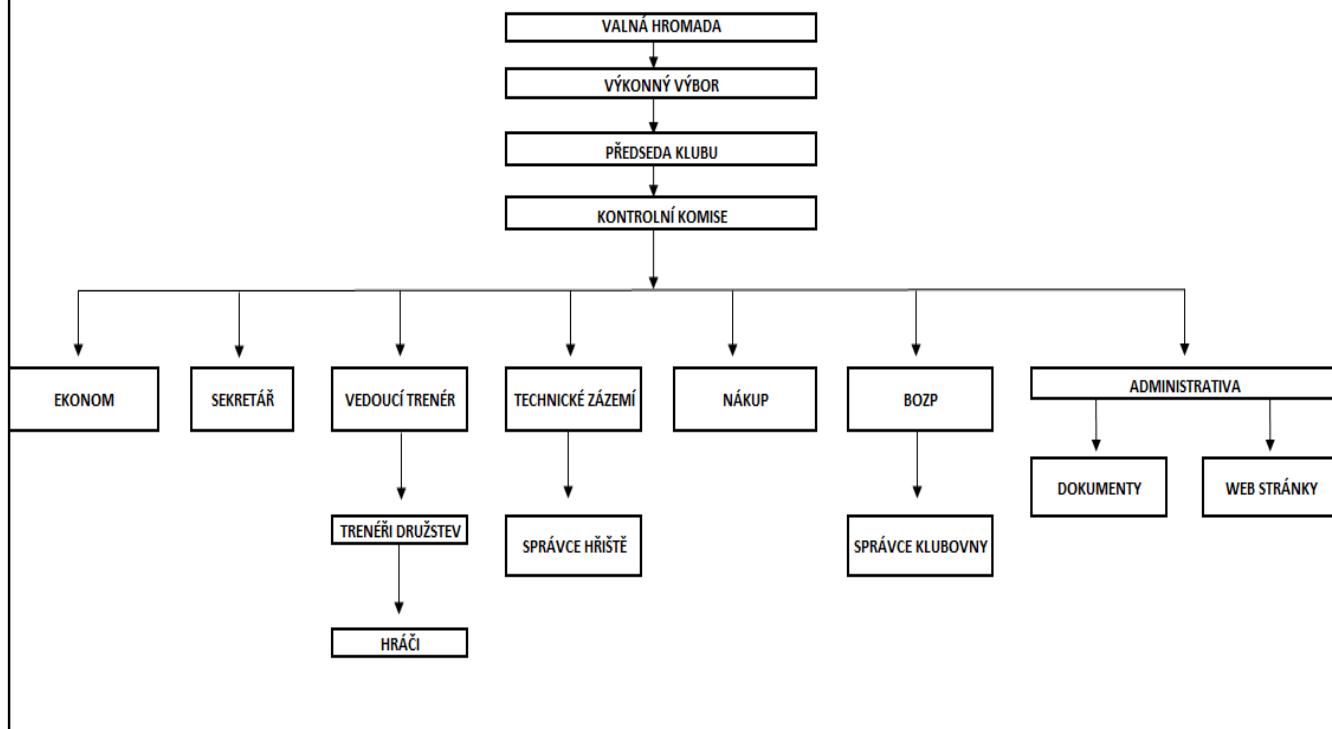 VALNÁ HROMADA
VÝKONNÝ VÝBOR
PŘEDSEDA KLUBU
KONTROLNÍ KOMISE
EKONOM
SEKRETÁŘ
VEDOUCÍ TRENÉR
TECHNICKÉ ZÁZEMÍ
NÁKUP
BOZP
ADMINISTRATIVA
DOKUMENTY
WEB STRÁNKY
TRENÉŘI DRUŽSTEV
SPRÁVCE HŘIŠTĚ
SPRÁVCE KLUBOVNY
HRÁČI